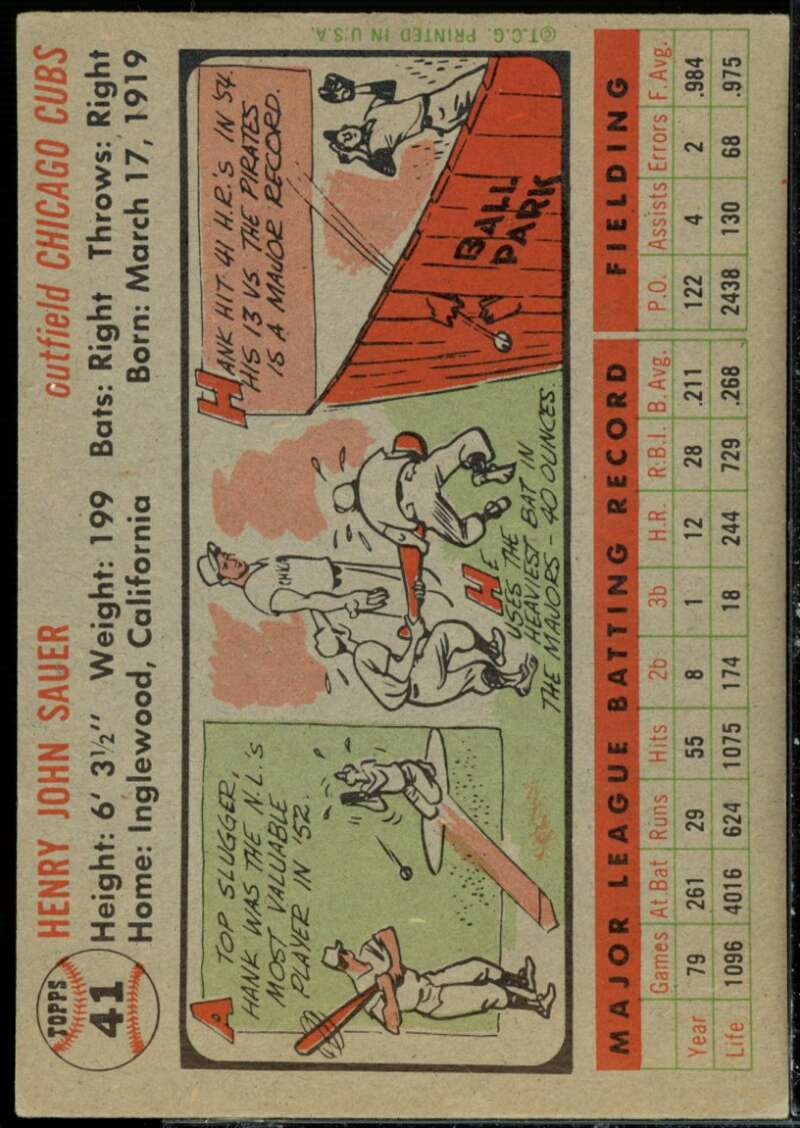 TOPPS
41
HENRY JOHN SAUER outfield CHICAGO CUBS
Height: 6' 3½" Weight: 199 Bats: Right Throws: Right
Home: Inglewood, California Born: March 17, 1919
A TOP SLUGGER,
HANK WAS THE N.L.'s
MOST VALUABLE
PLAYER IN '52.
CHICA
HE
USES THE
HEAVIEST BAT IN
THE MAJORS - 40 OUNCES.
HANK HIT 41 H.R.'S IN '54.
HIS 13 VS THE PIRATES
IS A MAJOR RECORD.
BALL
PARK
MAJOR LEAGUE BATTING RECORD FIELDING
Games At.Bat Runs Hits 2b 3b H.R. R.B.I. B.Avg. P.O. Assists Errors F.Avg.
Year 79 261 29 55 8 1 12 28 .211 122 4 2 .984
Life 1096 4016 624 1075 174 18 244 729 .268 2438 130 68 .975
©T.C.G. PRINTED IN U.S.A.